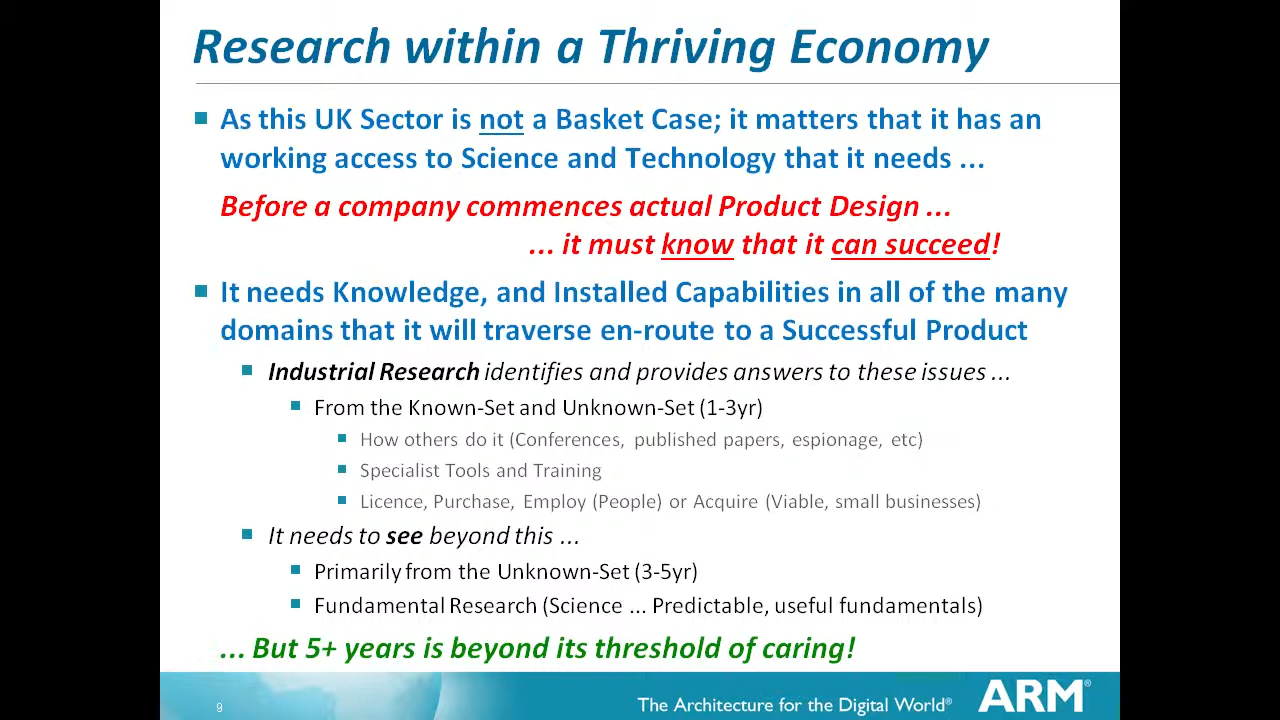 Research within a Thriving Economy
As this UK Sector is not a Basket Case; it matters that it has an
working access to Science and Technology that it needs ...
Before a company commences actual Product Design ...
... it must know that it can succeed!
It needs Knowledge, and Installed Capabilities in all of the many
domains that it will traverse en-route to a Successful Product
Industrial Research identifies and provides answers to these issues ...
From the Known-Set and Unknown-Set (1-3yr)
How others do it (Conferences, published papers, espionage, etc)
Specialist Tools and Training
Licence, Purchase, Employ (People) or Acquire (Viable, small businesses)
It needs to see beyond this ...
Primarily from the Unknown-Set (3-5yr)
Fundamental Research (Science ... Predictable, useful fundamentals)
... But 5+ years is beyond its threshold of caring!
9
The Architecture for the Digital World® ARM®